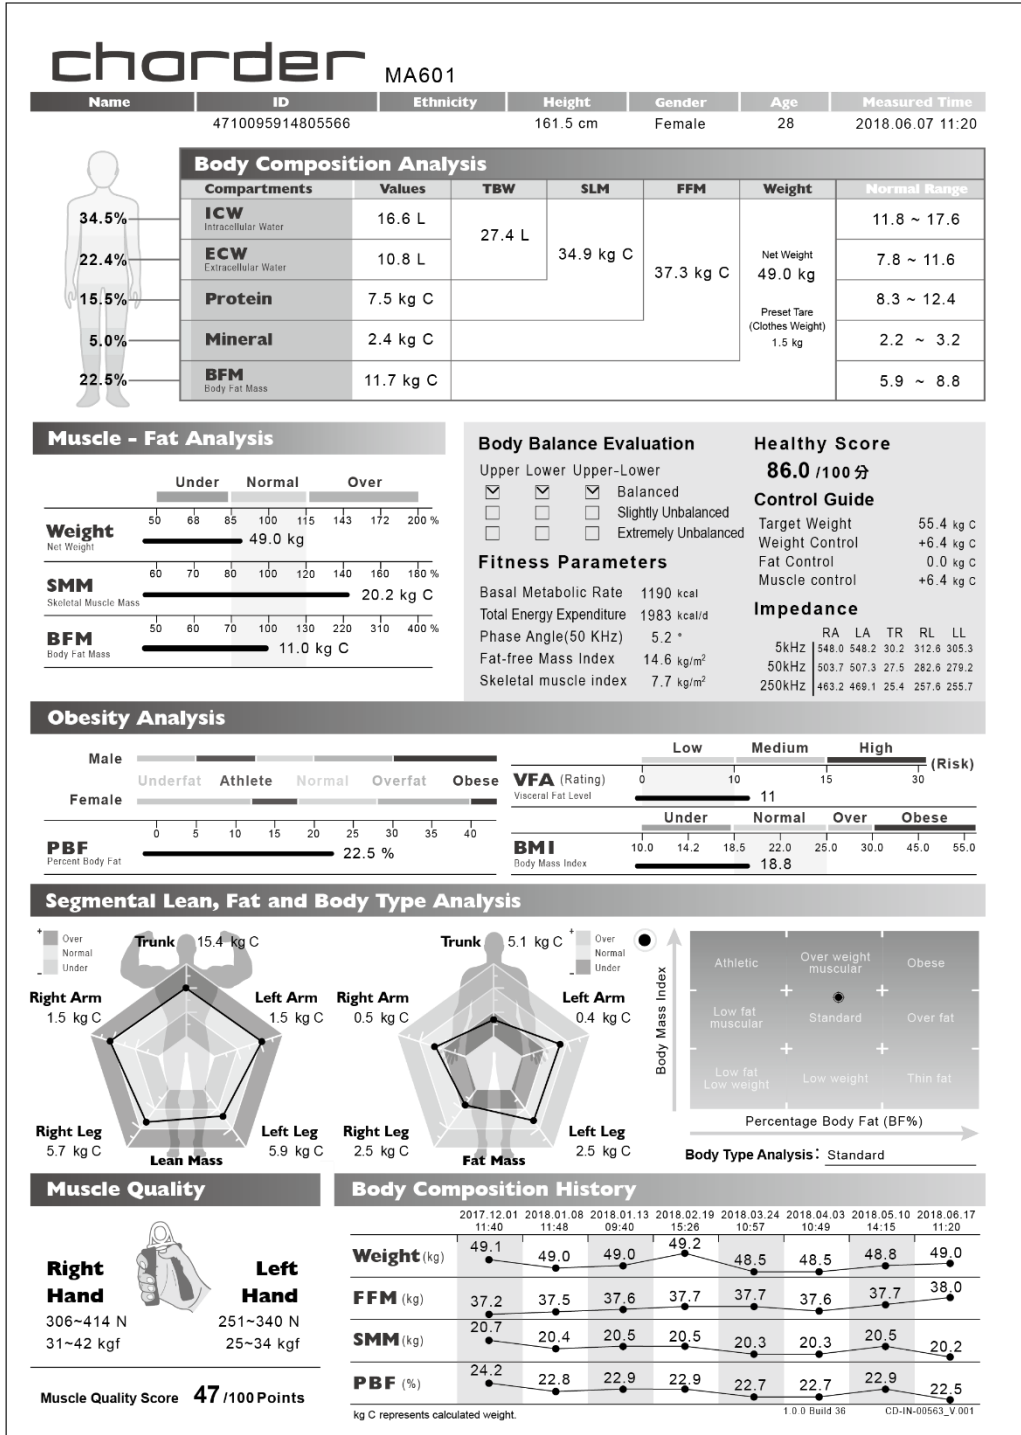 charder MA601
Name ID Ethnicity Height Gender Age Measured Time
4710095914805566 161.5 cm Female 28 2018.06.07 11:20
Body Composition Analysis
Compartments Values TBW SLM FFM Weight Normal Range
34.5% ICW 16.6 L 11.8 ~ 17.6
Intracellular Water
27.4 L
22.4% ECW 10.8 L 34.9 kg C Net Weight 7.8 ~ 11.6
Extracellular Water
37.3 kg C 49.0 kg
15.5% Protein 7.5 kg C 8.3 ~ 12.4
Preset Tare
(Clothes Weight)
5.0% Mineral 2.4 kg C 1.5 kg 2.2 ~ 3.2
22.5% BFM 11.7 kg C 5.9 ~ 8.8
Body Fat Mass
Muscle - Fat Analysis
Under Normal Over
50 68 85 100 115 143 172 200 %
Weight 49.0 kg
Net Weight
60 70 80 100 120 140 160 180 %
SMM 20.2 kg C
Skeletal Muscle Mass
50 60 70 100 130 220 310 400 %
BFM 11.0 kg C
Body Fat Mass
Body Balance Evaluation
Upper Lower Upper-Lower
Balanced
Slightly Unbalanced
Extremely Unbalanced
Fitness Parameters
Basal Metabolic Rate 1190 kcal
Total Energy Expenditure 1983 kcal/d
Phase Angle(50 KHz) 5.2 °
Fat-free Mass Index 14.6 kg/m²
Skeletal muscle index 7.7 kg/m²
Healthy Score
86.0 /100 分
Control Guide
Target Weight 55.4 kg C
Weight Control +6.4 kg C
Fat Control 0.0 kg C
Muscle control +6.4 kg C
Impedance
RA LA TR RL LL
5kHz 548.0 548.2 30.2 312.6 305.3
50kHz 503.7 507.3 27.5 282.6 279.2
250kHz 463.2 469.1 25.4 257.6 255.7
Obesity Analysis
Male
Underfat Athlete Normal Overfat Obese
Female
0 5 10 15 20 25 30 35 40
PBF 22.5 %
Percent Body Fat
Low Medium High
(Risk)
VFA (Rating) 0 10 15 30
Visceral Fat Level 11
Under Normal Over Obese
BMI 10.0 14.2 18.5 22.0 25.0 30.0 45.0 55.0
Body Mass Index 18.8
Segmental Lean, Fat and Body Type Analysis
+ Over
Normal
- Under
Trunk 15.4 kg C
Right Arm Left Arm
1.5 kg C 1.5 kg C
Right Leg Left Leg
5.7 kg C 5.9 kg C
Lean Mass
Trunk 5.1 kg C
+ Over
Normal
- Under
Right Arm Left Arm
0.5 kg C 0.4 kg C
Right Leg Left Leg
2.5 kg C 2.5 kg C
Fat Mass
Body Mass Index
Athletic Over weight muscular Obese
Low fat muscular Standard Over fat
Low fat Low weight Low weight Thin fat
Percentage Body Fat (BF%)
Body Type Analysis: Standard
Muscle Quality
Right Hand Left Hand
306~414 N 251~340 N
31~42 kgf 25~34 kgf
Muscle Quality Score 47 /100 Points
Body Composition History
2017.12.01 2018.01.08 2018.01.13 2018.02.19 2018.03.24 2018.04.03 2018.05.10 2018.06.17
11:40 11:48 09:40 15:26 10:57 10:49 14:15 11:20
Weight (kg) 49.1 49.0 49.0 49.2 48.5 48.5 48.8 49.0
FFM (kg) 37.2 37.5 37.6 37.7 37.7 37.6 37.7 38.0
SMM (kg) 20.7 20.4 20.5 20.5 20.3 20.3 20.5 20.2
PBF (%) 24.2 22.8 22.9 22.9 22.7 22.7 22.9 22.5
kg C represents calculated weight. 1.0.0 Build 36 CD-IN-00563_V.001